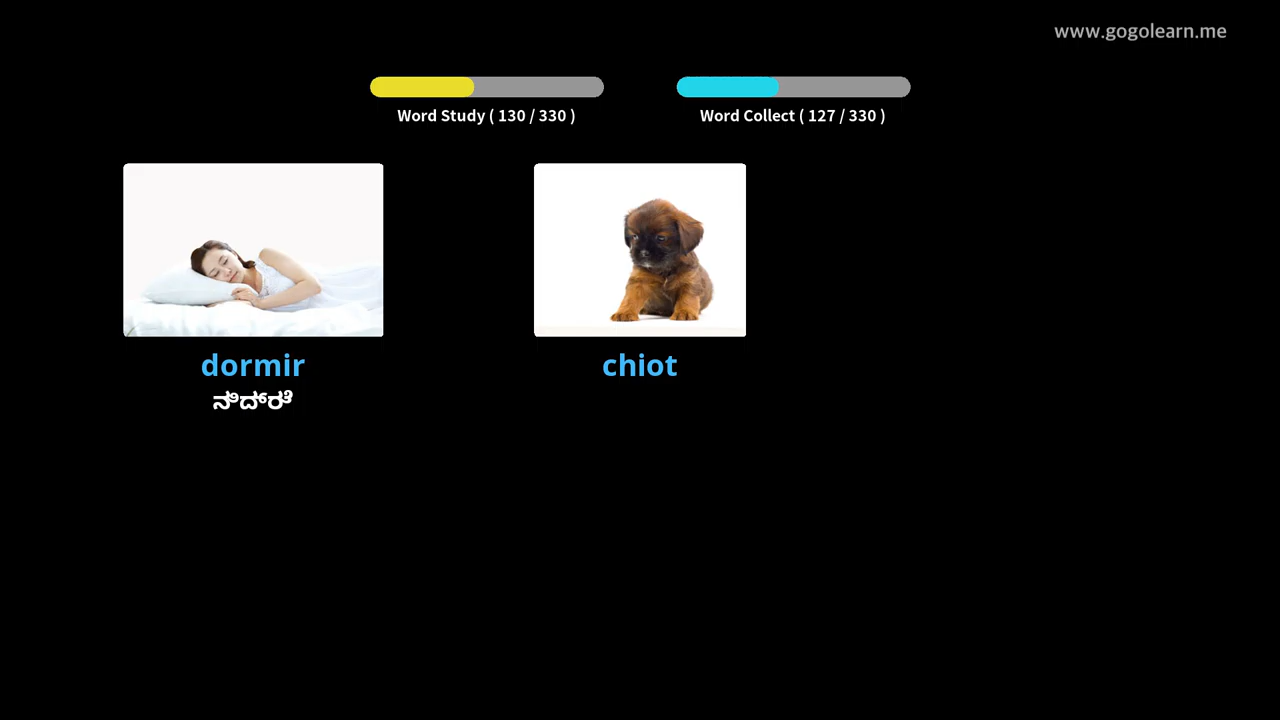 www.gogolearn.me
Word Study ( 130 / 330 )
Word Collect ( 127 / 330 )
dormir
ನಿದ್ರೆ
chiot